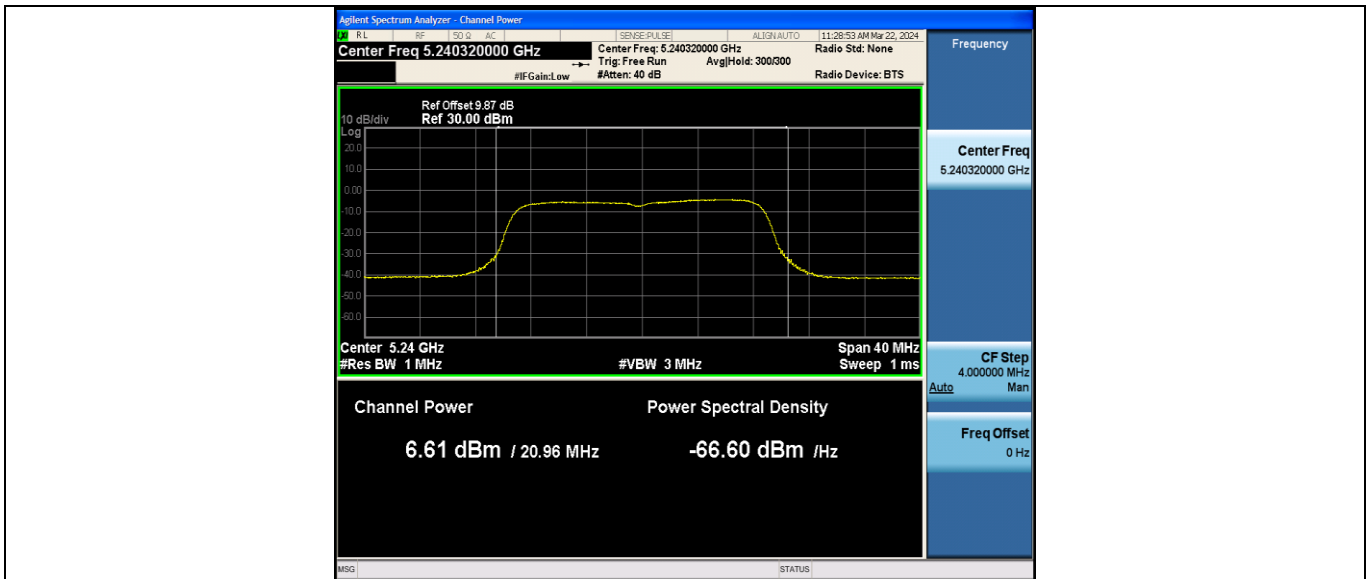 Agilent Spectrum Analyzer - Channel Power
LXI RL RF 50 Ω AC SENSE:PULSE ALIGN AUTO 11:28:53 AM Mar 22, 2024
Center Freq 5.240320000 GHz
Center Freq: 5.240320000 GHz
Radio Std: None
Trig: Free Run Avg|Hold: 300/300
#IFGain:Low #Atten: 40 dB Radio Device: BTS
Ref Offset 9.87 dB
10 dB/div Ref 30.00 dBm
Log
20.0
10.0
0.00
-10.0
-20.0
-30.0
-40.0
-50.0
-60.0
Center 5.24 GHz Span 40 MHz
#Res BW 1 MHz #VBW 3 MHz Sweep 1 ms
Channel Power Power Spectral Density
6.61 dBm / 20.96 MHz -66.60 dBm /Hz
Frequency
Center Freq
5.240320000 GHz
CF Step
4.000000 MHz
Auto Man
Freq Offset
0 Hz
MSG STATUS